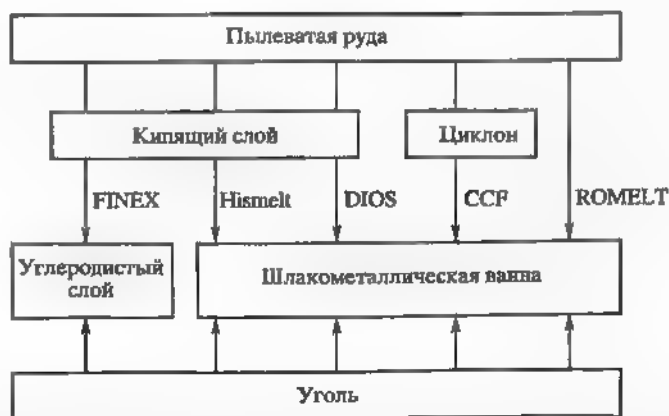 Пылеватая руда
Кипящий слой
Циклон
FINEX
Hismelt
DIOS
CCF
ROMELT
Углеродистый
слой
Шлакометаллическая ванна
Уголь